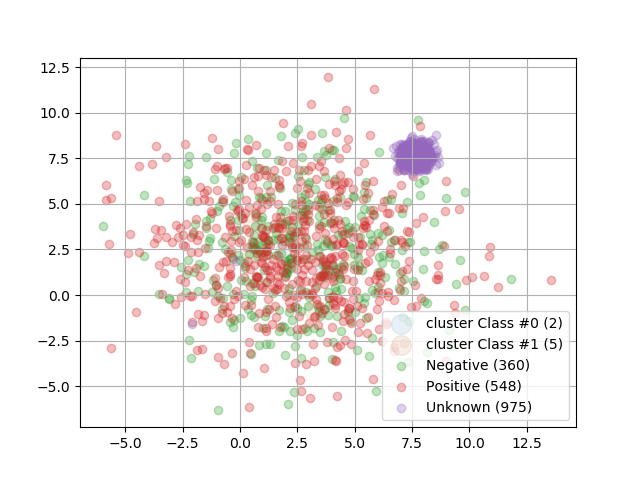 12.5
10.0
7.5
5.0
2.5
0.0
−2.5
−5.0
cluster Class #0 (2)
cluster Class #1 (5)
Negative (360)
Positive (548)
Unknown (975)
−5.0 −2.5 0.0 2.5 5.0 7.5 10.0 12.5